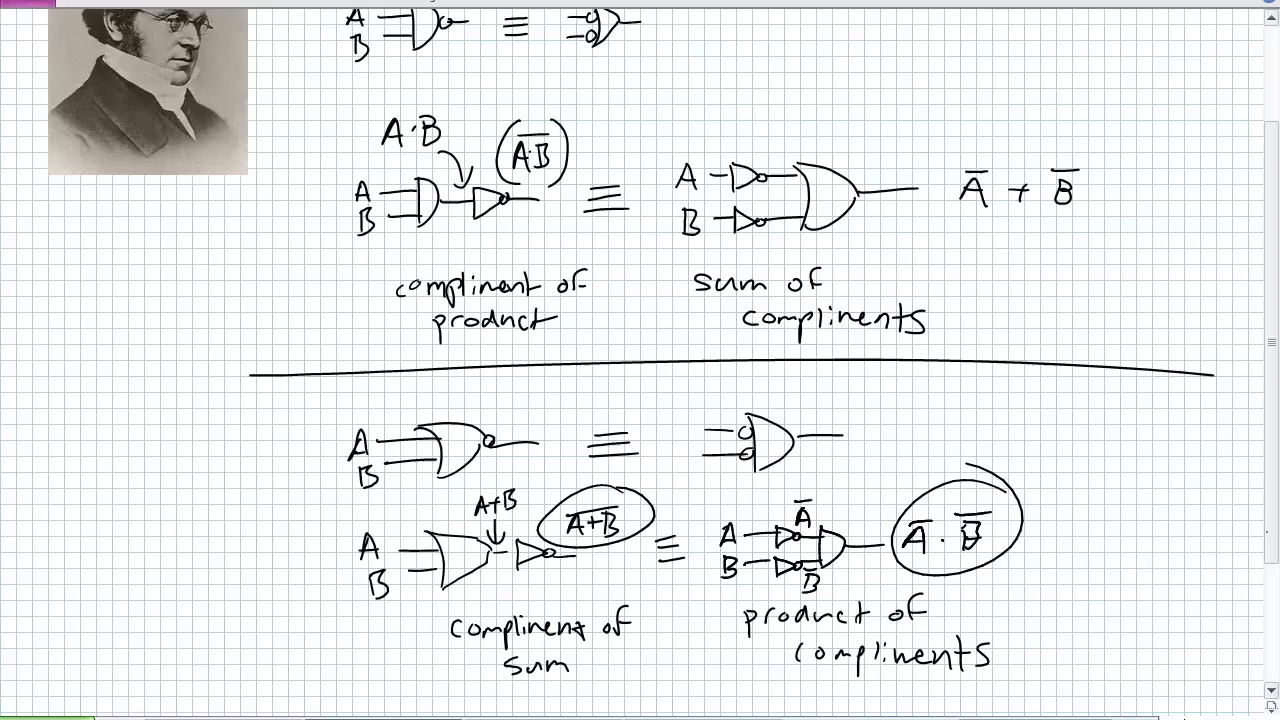 A
B
≡
A·B
(A̅·̅B̅)
A
B
≡
A
B
A̅ + B̅
compliment of
product
sum of
compliments
A
B
≡
A+B
A̅+̅B̅
A
B
≡
A
B
A̅
B̅
A̅ · B̅
compliment of
sum
product of
compliments